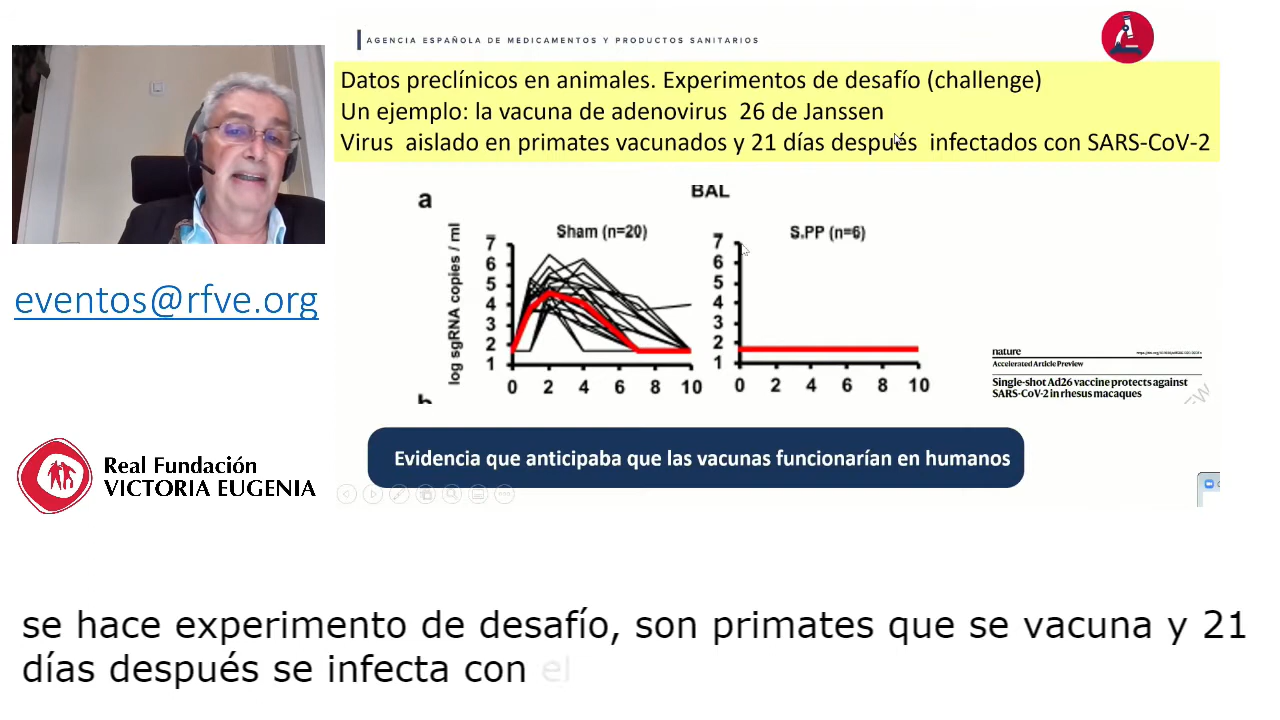 AGENCIA ESPAÑOLA DE MEDICAMENTOS Y PRODUCTOS SANITARIOS
Datos preclínicos en animales. Experimentos de desafío (challenge)
Un ejemplo: la vacuna de adenovirus 26 de Janssen
Virus aislado en primates vacunados y 21 días después infectados con SARS-CoV-2
eventos@rfve.org
a
BAL
log sgRNA copies / ml
Sham (n=20)
7
6
5
4
3
2
1
0 2 4 6 8 10
S.PP (n=6)
7
6
5
4
3
2
1
0 2 4 6 8 10
b
nature
Accelerated Article Preview
Single-shot Ad26 vaccine protects against
SARS-CoV-2 in rhesus macaques
Real Fundación
VICTORIA EUGENIA
Evidencia que anticipaba que las vacunas funcionarían en humanos
se hace experimento de desafío, son primates que se vacuna y 21
días después se infecta con el